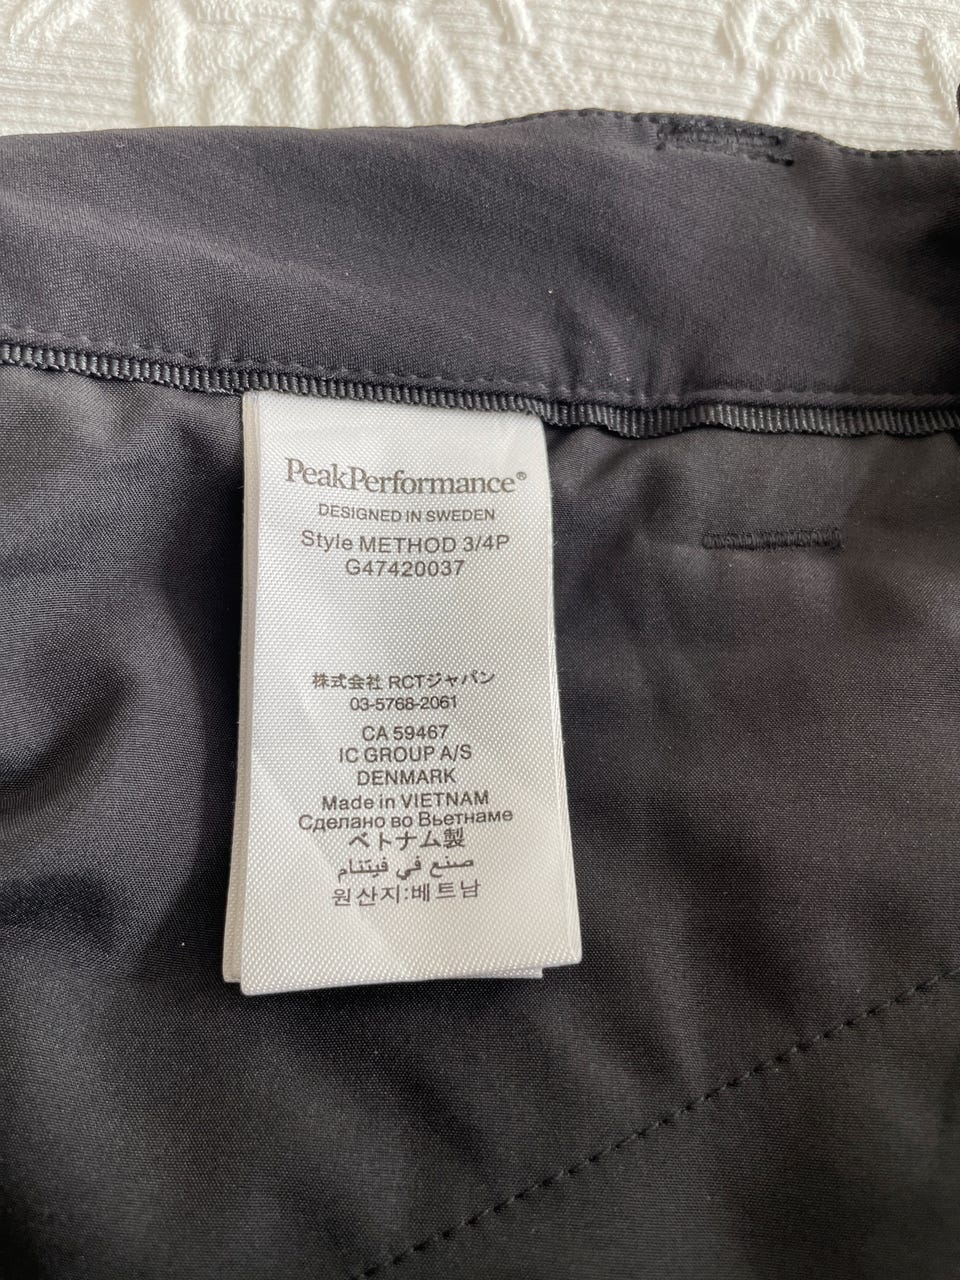 PeakPerformance®
DESIGNED IN SWEDEN
Style METHOD 3/4P
G47420037
株式会社 RCTジャパン
03-5768-2061
CA 59467
IC GROUP A/S
DENMARK
Made in VIETNAM
Сделано во Вьетнаме
ベトナム製
صنع في فيتنام
원산지:베트남